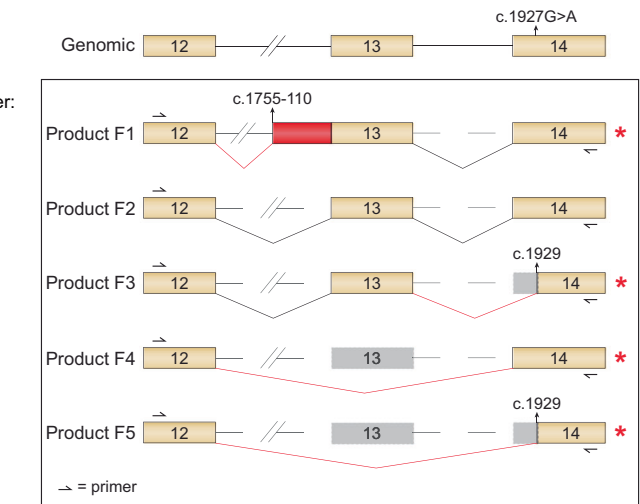 c.1927G>A
Genomic 12 13 14
er:
c.1755-110
Product F1 12 13 14 *
Product F2 12 13 14
c.1929
Product F3 12 13 14 *
Product F4 12 13 14 *
c.1929
Product F5 12 13 14 *
= primer